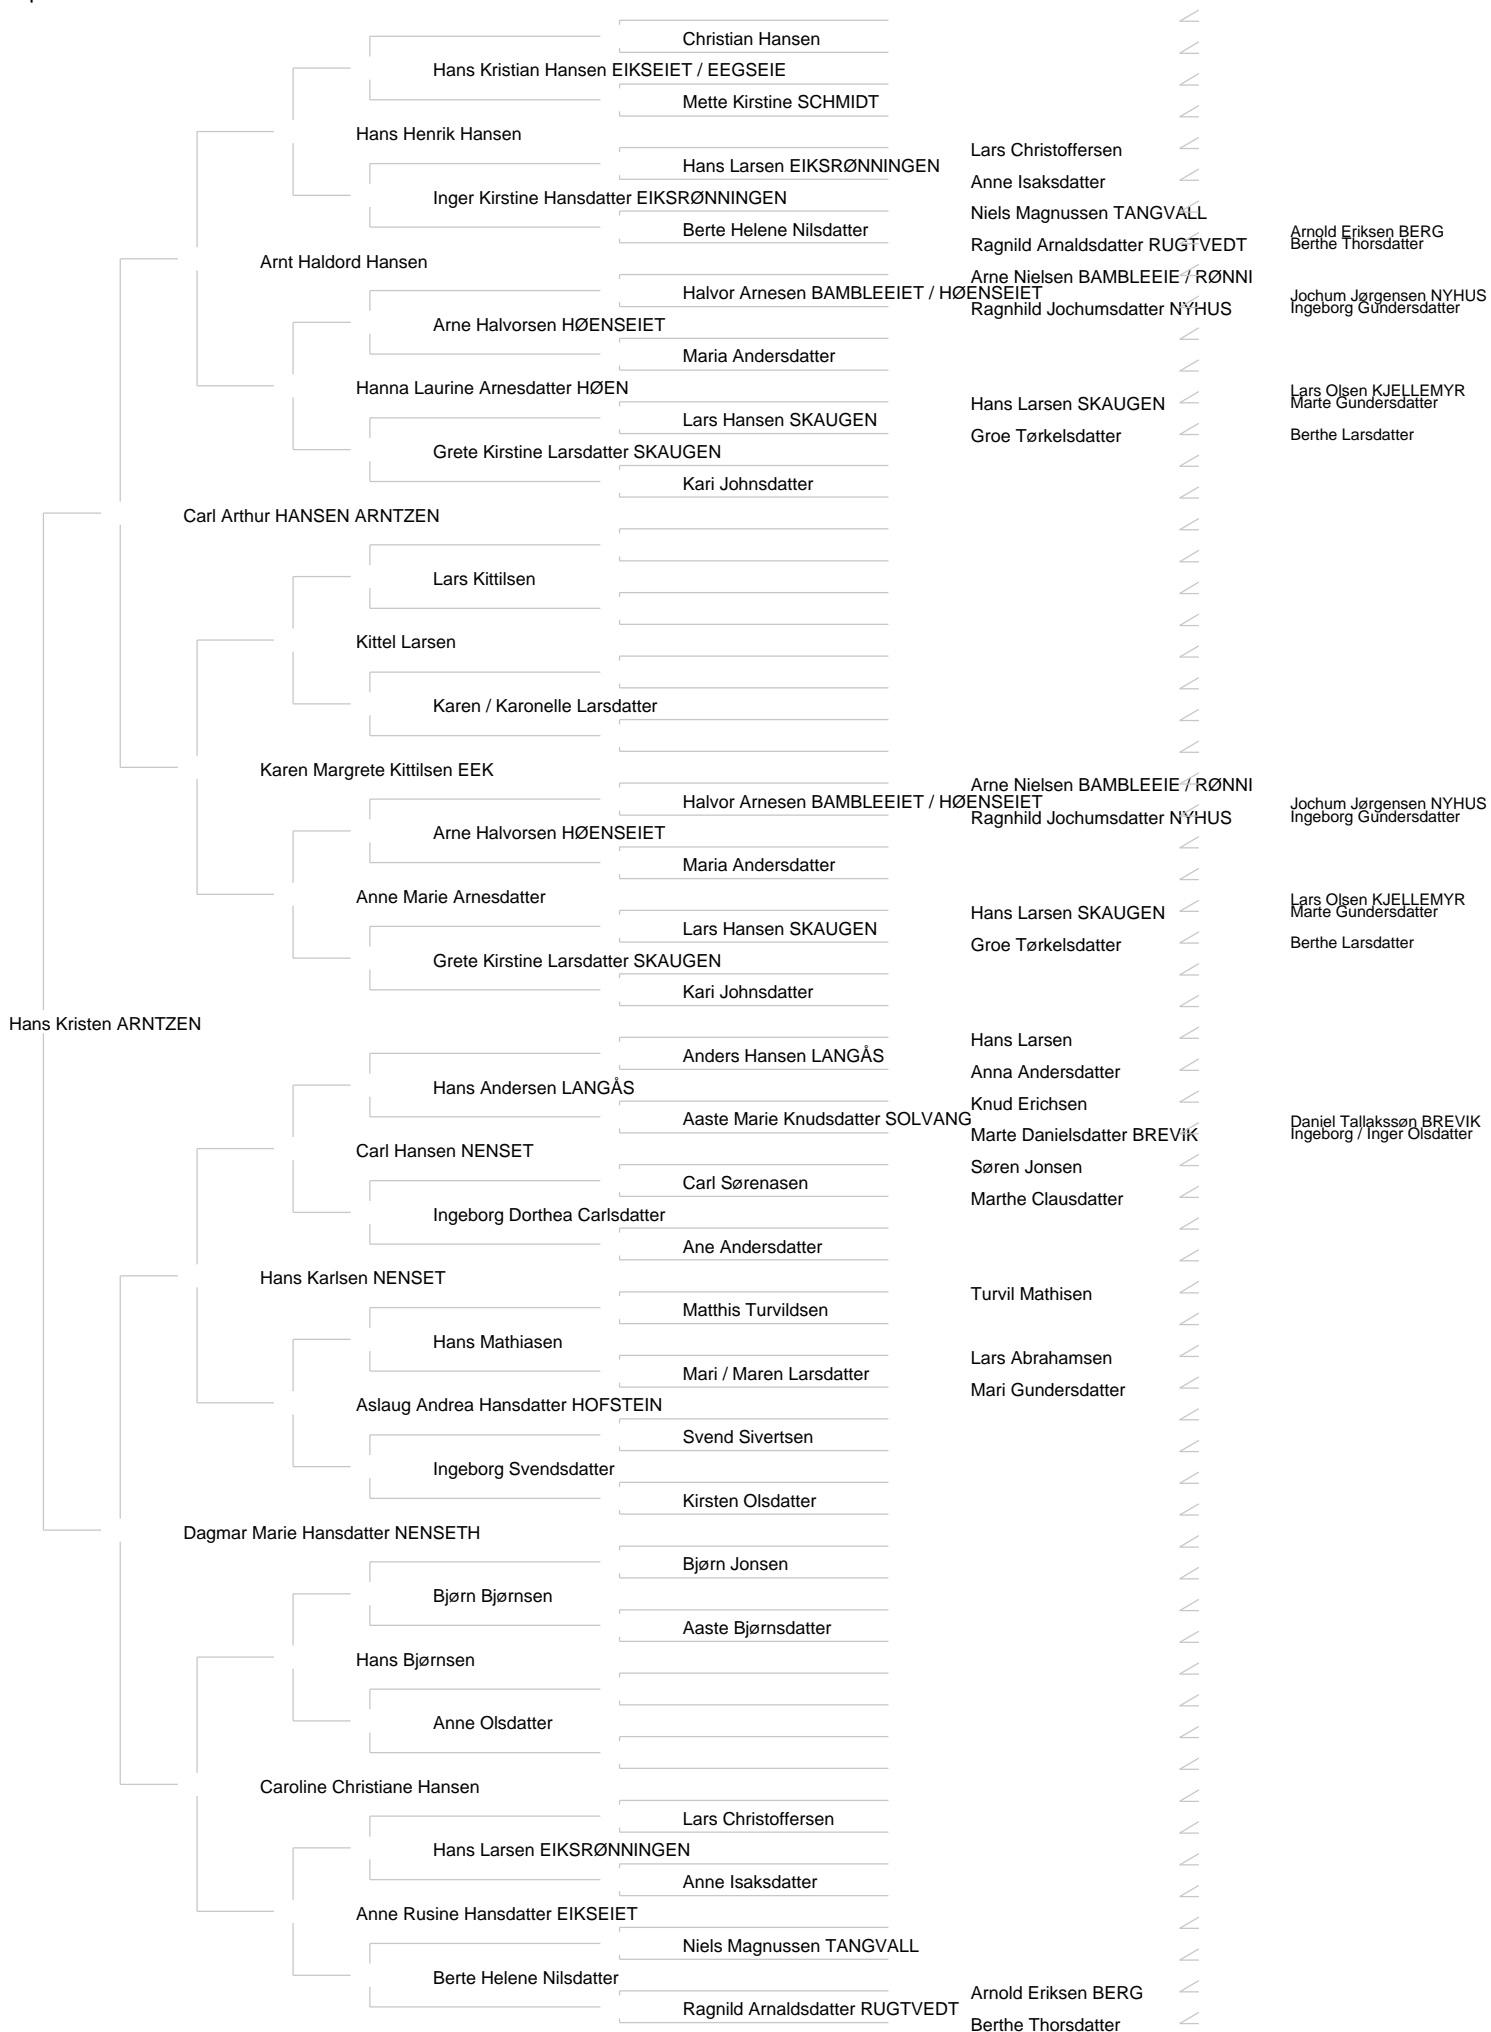 Christian Hansen
Hans Kristian Hansen EIKSEIET / EEGSEIE
Mette Kirstine SCHMIDT
Hans Henrik Hansen
Lars Christoffersen
Hans Larsen EIKSRØNNINGEN
Anne Isaksdatter
Inger Kirstine Hansdatter EIKSRØNNINGEN
Niels Magnussen TANGVALL
Berte Helene Nilsdatter
Arnold Eriksen BERG
Ragnild Arnaldsdatter RUGTVEDT
Berthe Thorsdatter
Arnt Haldord Hansen
Arne Nielsen BAMBLEEIE / RØNNI
Halvor Arnesen BAMBLEEIET / HØENSEIET
Jochum Jørgensen NYHUS
Ragnhild Jochumsdatter NYHUS
Ingeborg Gundersdatter
Arne Halvorsen HØENSEIET
Maria Andersdatter
Hanna Laurine Arnesdatter HØEN
Lars Olsen KJELLEMYR
Hans Larsen SKAUGEN
Marte Gundersdatter
Lars Hansen SKAUGEN
Groe Tørkelsdatter
Berthe Larsdatter
Grete Kirstine Larsdatter SKAUGEN
Kari Johnsdatter
Carl Arthur HANSEN ARNTZEN
Lars Kittilsen
Kittel Larsen
Karen / Karonelle Larsdatter
Karen Margrete Kittilsen EEK
Arne Nielsen BAMBLEEIE / RØNNI
Halvor Arnesen BAMBLEEIET / HØENSEIET
Jochum Jørgensen NYHUS
Ragnhild Jochumsdatter NYHUS
Ingeborg Gundersdatter
Arne Halvorsen HØENSEIET
Maria Andersdatter
Anne Marie Arnesdatter
Lars Olsen KJELLEMYR
Hans Larsen SKAUGEN
Marte Gundersdatter
Lars Hansen SKAUGEN
Groe Tørkelsdatter
Berthe Larsdatter
Grete Kirstine Larsdatter SKAUGEN
Kari Johnsdatter
Hans Kristen ARNTZEN
Hans Larsen
Anders Hansen LANGÅS
Anna Andersdatter
Hans Andersen LANGÅS
Knud Erichsen
Aaste Marie Knudsdatter SOLVANG
Daniel Tallakssøn BREVIK
Marte Danielsdatter BREVIK
Ingeborg / Inger Olsdatter
Carl Hansen NENSET
Søren Jonsen
Carl Sørenasen
Marthe Clausdatter
Ingeborg Dorthea Carlsdatter
Ane Andersdatter
Hans Karlsen NENSET
Turvil Mathisen
Matthis Turvildsen
Hans Mathiasen
Lars Abrahamsen
Mari / Maren Larsdatter
Mari Gundersdatter
Aslaug Andrea Hansdatter HOFSTEIN
Svend Sivertsen
Ingeborg Svendsdatter
Kirsten Olsdatter
Dagmar Marie Hansdatter NENSETH
Bjørn Jonsen
Bjørn Bjørnsen
Aaste Bjørnsdatter
Hans Bjørnsen
Anne Olsdatter
Caroline Christiane Hansen
Lars Christoffersen
Hans Larsen EIKSRØNNINGEN
Anne Isaksdatter
Anne Rusine Hansdatter EIKSEIET
Niels Magnussen TANGVALL
Berte Helene Nilsdatter
Arnold Eriksen BERG
Ragnild Arnaldsdatter RUGTVEDT
Berthe Thorsdatter